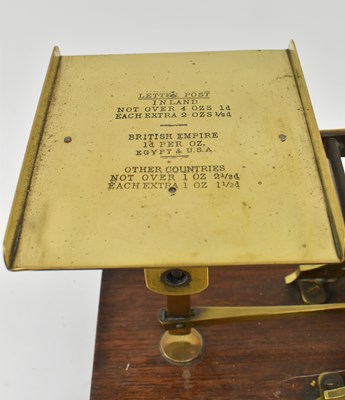 LETTER POST
INLAND
NOT OVER 4 OZS 1d
EACH EXTRA 2 OZS ½d
BRITISH EMPIRE
1d PER OZ.
EGYPT & U.S.A.
OTHER COUNTRIES
NOT OVER 1 OZ 2½d
EACH EXTRA 1 OZ 1½d